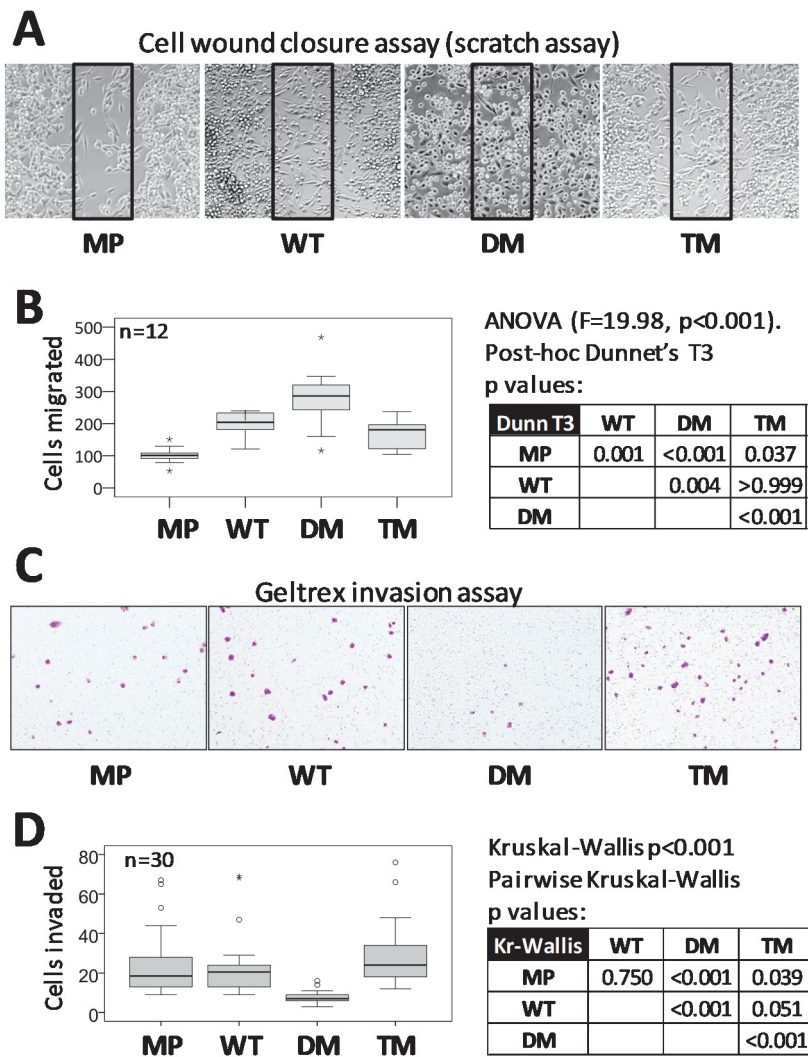 A
Cell wound closure assay (scratch assay)
MP WT DM TM
B
n=12
Cells migrated
500
400
300
200
100
0
MP WT DM TM
ANOVA (F=19.98, p<0.001).
Post-hoc Dunnet's T3
p values:
Dunn T3 WT DM TM
MP 0.001 <0.001 0.037
WT 0.004 >0.999
DM <0.001
C
Geltrex invasion assay
MP WT DM TM
D
n=30
Cells invaded
80
60
40
20
0
MP WT DM TM
Kruskal-Wallis p<0.001
Pairwise Kruskal-Wallis
p values:
Kr-Wallis WT DM TM
MP 0.750 <0.001 0.039
WT <0.001 0.051
DM <0.001